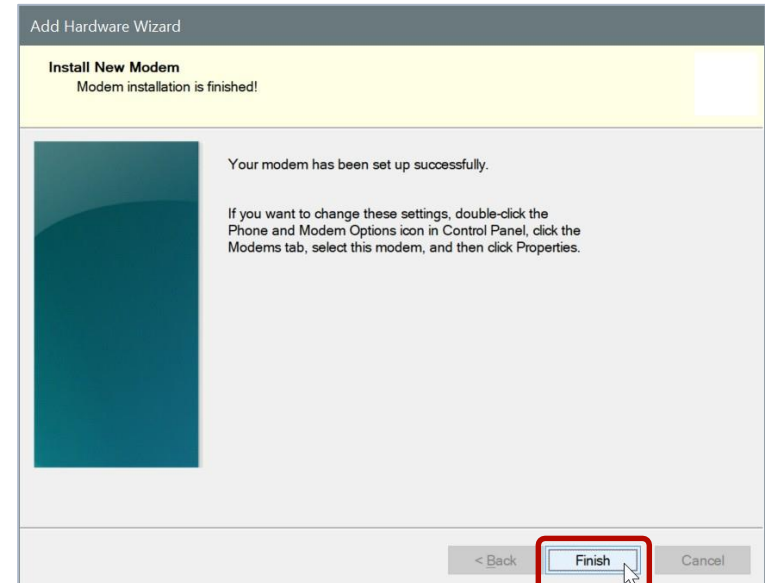 Add Hardware Wizard
Install New Modem
Modem installation is finished!
Your modem has been set up successfully.
If you want to change these settings, double-click the
Phone and Modem Options icon in Control Panel, click the
Modems tab, select this modem, and then click Properties.
< Back Finish Cancel